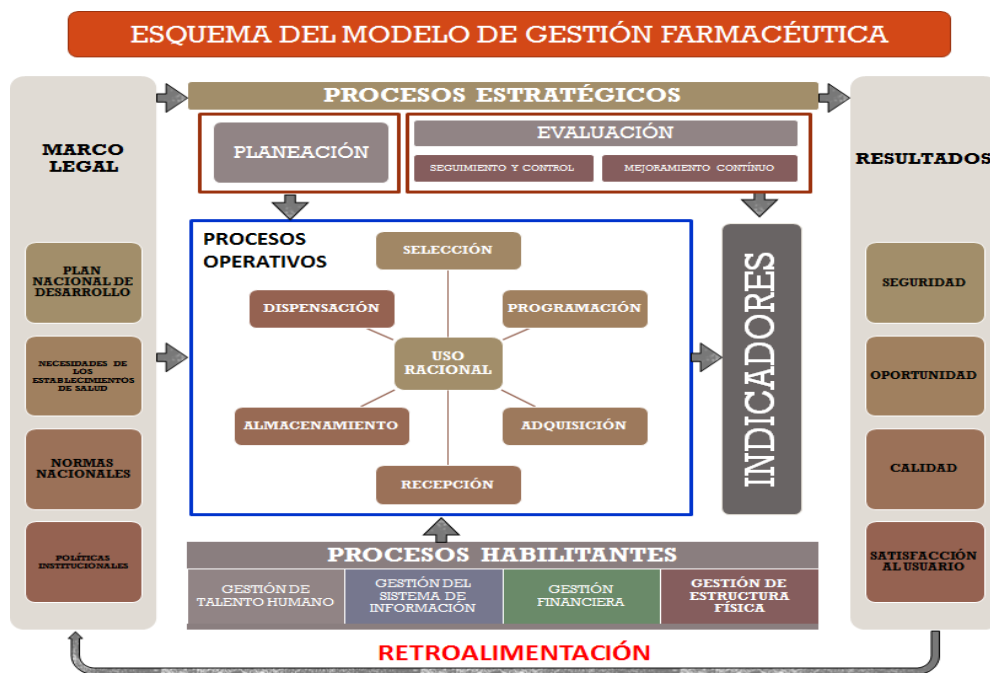 ESQUEMA DEL MODELO DE GESTIÓN FARMACÉUTICA
MARCO
LEGAL
PLAN
NACIONAL DE
DESARROLLO
NECESIDADES DE
LOS
ESTABLECIMIENTOS
DE SALUD
NORMAS
NACIONALES
POLÍTICAS
INSTITUCIONALES
PROCESOS ESTRATÉGICOS
PLANEACIÓN
EVALUACIÓN
SEGUIMIENTO Y CONTROL
MEJORAMIENTO CONTÍNUO
PROCESOS
OPERATIVOS
SELECCIÓN
DISPENSACIÓN
PROGRAMACIÓN
USO
RACIONAL
ALMACENAMIENTO
ADQUISICIÓN
RECEPCIÓN
INDICADORES
PROCESOS HABILITANTES
GESTIÓN DE
TALENTO HUMANO
GESTIÓN DEL
SISTEMA DE
INFORMACIÓN
GESTIÓN
FINANCIERA
GESTIÓN DE
ESTRUCTURA
FÍSICA
RESULTADOS
SEGURIDAD
OPORTUNIDAD
CALIDAD
SATISFACCIÓN
AL USUARIO
RETROALIMENTACIÓN